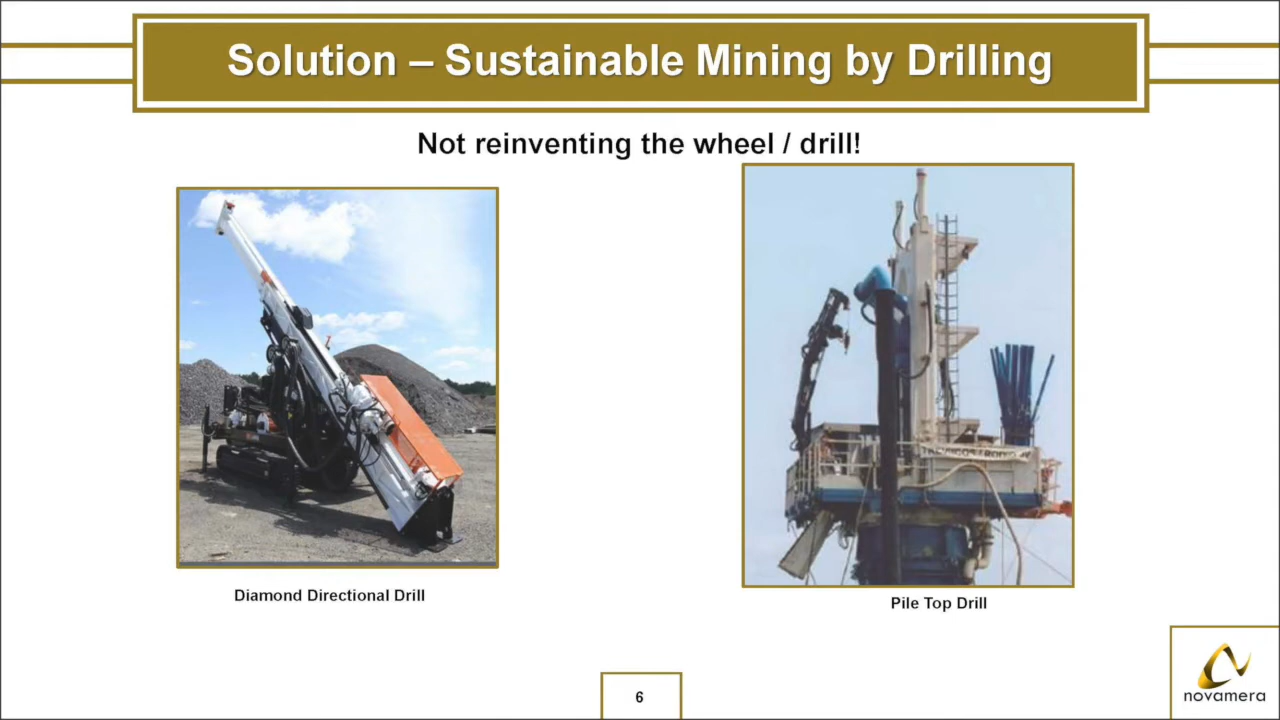 Solution – Sustainable Mining by Drilling
Not reinventing the wheel / drill!
Diamond Directional Drill
Pile Top Drill
6
novamera